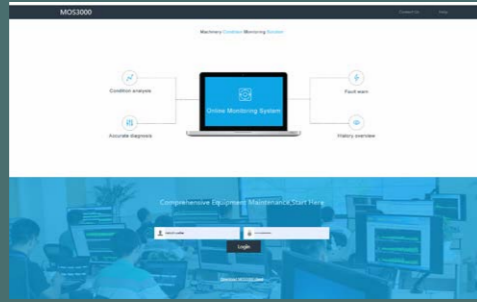 MOS3000
Contact Us Help
Machinery Condition Monitoring System
Condition analysis
Fault warn
Online Monitoring System
Accurate diagnosis
History overview
Comprehensive Equipment Maintenance,Start Here
Login